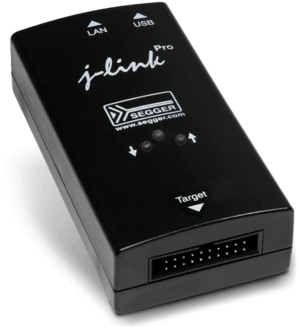 LAN USB
j-link Pro
SEGGER
www.segger.com
Target